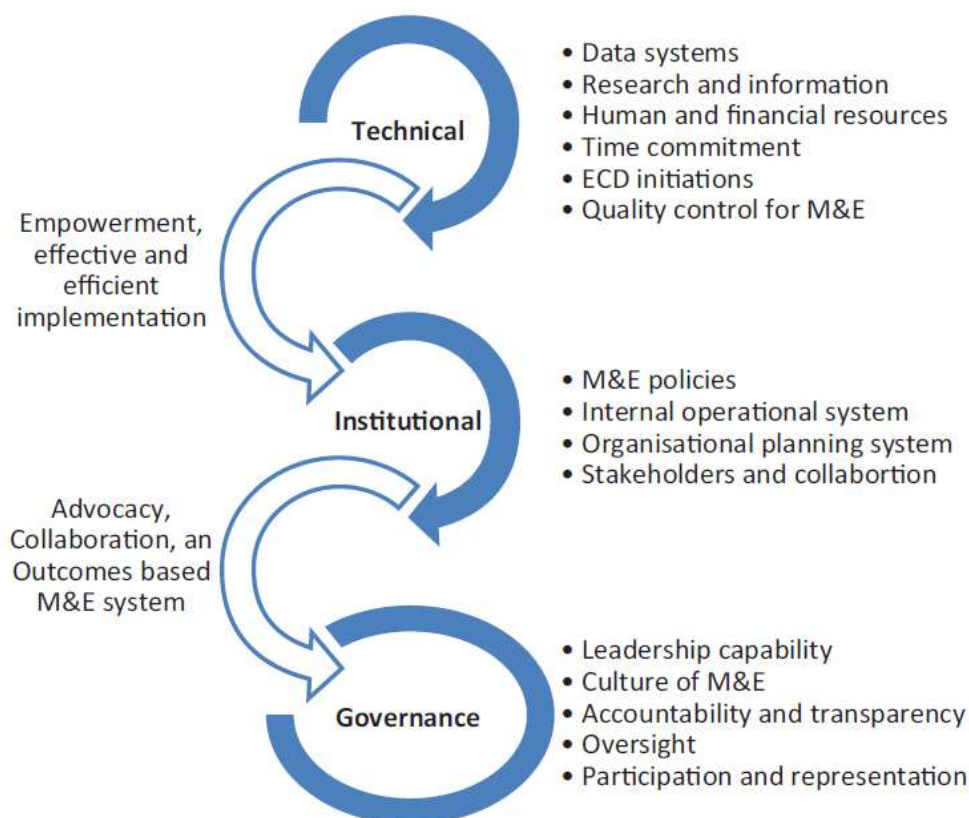 Technical
• Data systems
• Research and information
• Human and financial resources
• Time commitment
• ECD initiations
• Quality control for M&E
Empowerment,
effective and
efficient
implementation
Institutional
• M&E policies
• Internal operational system
• Organisational planning system
• Stakeholders and collabortion
Advocacy,
Collaboration, an
Outcomes based
M&E system
Governance
• Leadership capability
• Culture of M&E
• Accountability and transparency
• Oversight
• Participation and representation